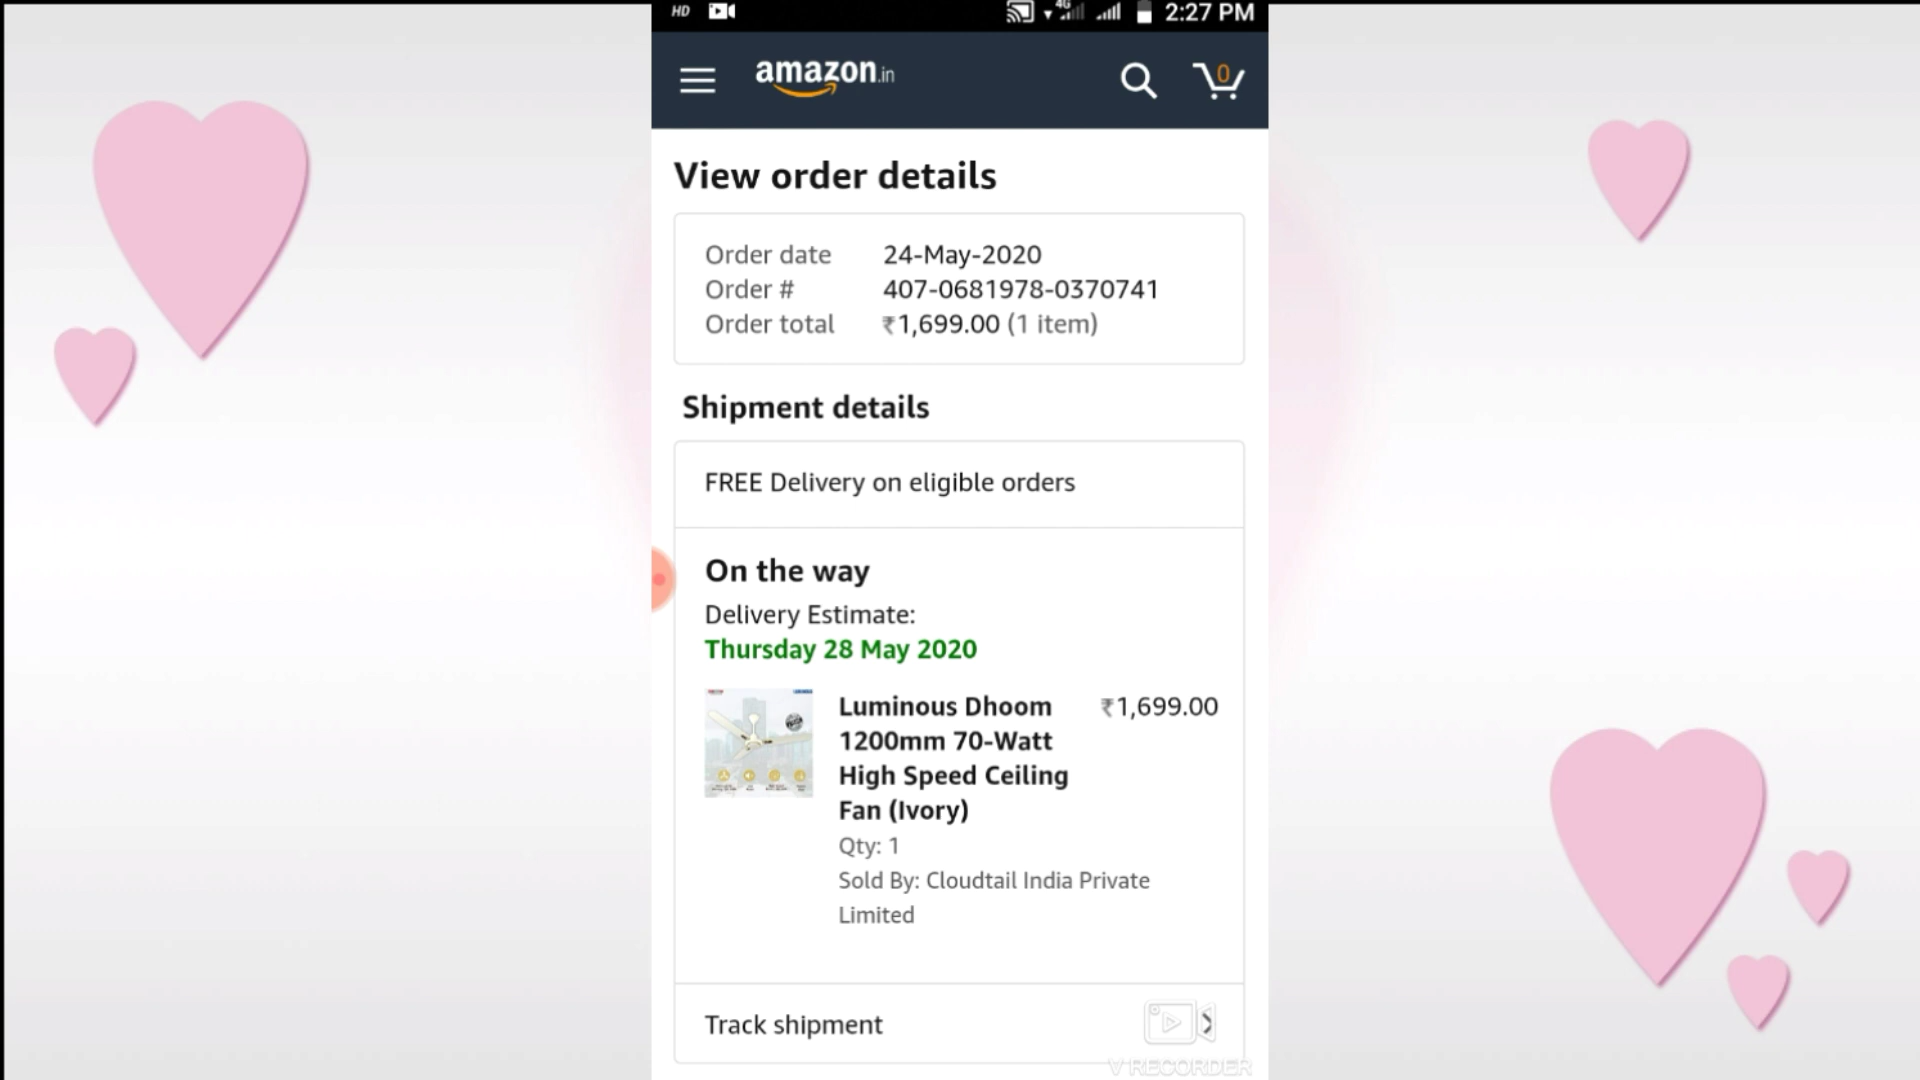 HD
4G
2:27 PM
amazon.in
0
View order details
Order date 24-May-2020
Order # 407-0681978-0370741
Order total ₹1,699.00 (1 item)
Shipment details
FREE Delivery on eligible orders
On the way
Delivery Estimate:
Thursday 28 May 2020
Luminous Dhoom ₹1,699.00
1200mm 70-Watt
High Speed Ceiling
Fan (Ivory)
Qty: 1
Sold By: Cloudtail India Private
Limited
Track shipment
V RECORDER